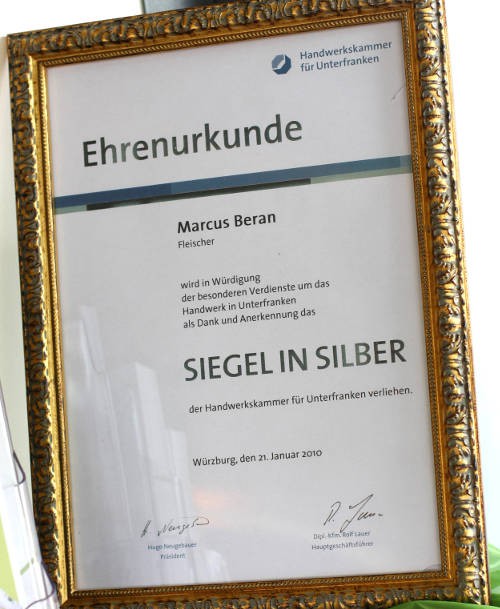 Handwerkskammer
für Unterfranken
Ehrenurkunde
Marcus Beran
Fleischer
wird in Würdigung
der besonderen Verdienste um das
Handwerk in Unterfranken
als Dank und Anerkennung das
SIEGEL IN SILBER
der Handwerkskammer für Unterfranken verliehen.
Würzburg, den 21. Januar 2010
Hugo Neugebauer
Präsident
Dipl. Kfm. Rolf Lauer
Hauptgeschäftsführer